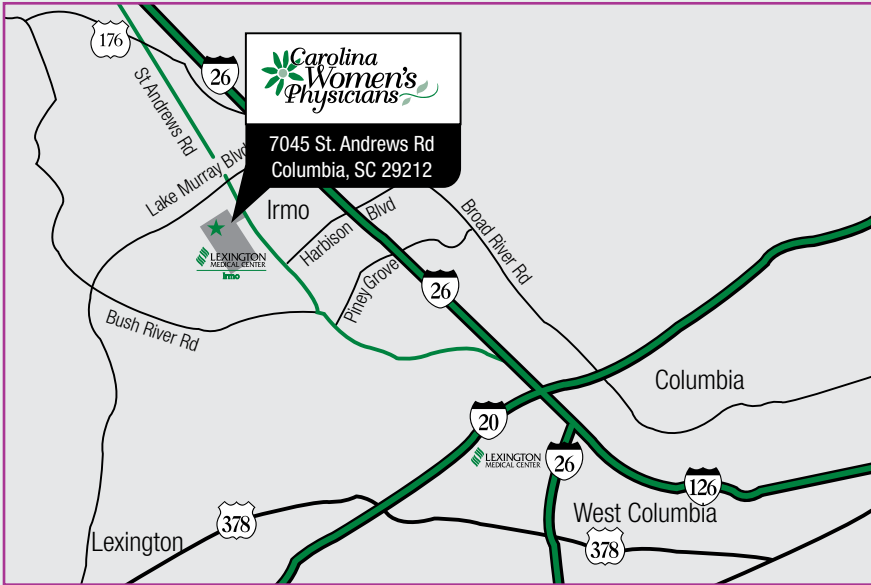 176
26
Carolina
Women's
Physicians
7045 St. Andrews Rd
Columbia, SC 29212
St Andrews Rd
Lake Murray Blvd
Irmo
Harbison Blvd
Broad River Rd
LEXINGTON
MEDICAL CENTER
Irmo
Piney Grove
26
Bush River Rd
Columbia
20
LEXINGTON
MEDICAL CENTER
26
126
West Columbia
378
Lexington
378